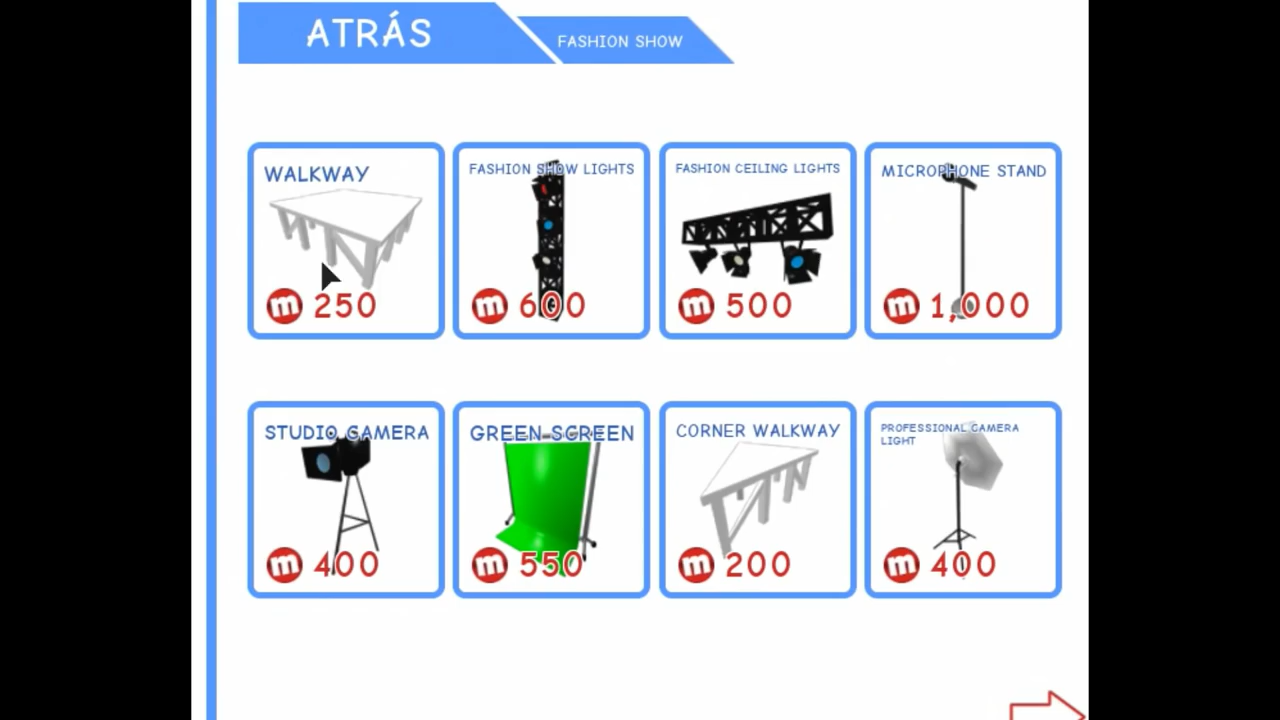 ATRÁS
FASHION SHOW
WALKWAY
m 250
FASHION SHOW LIGHTS
m 600
FASHION CEILING LIGHTS
m 500
MICROPHONE STAND
m 1,000
STUDIO CAMERA
m 400
GREEN SCREEN
m 550
CORNER WALKWAY
m 200
PROFESSIONAL CAMERA
LIGHT
m 400